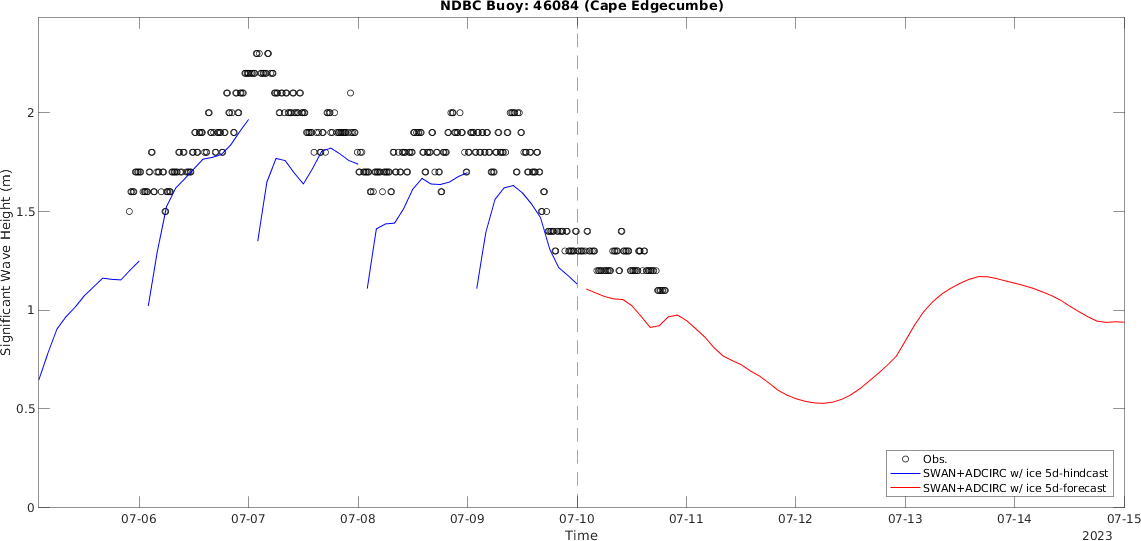 NDBC Buoy: 46084 (Cape Edgecumbe)
Significant Wave Height (m)
2
1.5
1
0.5
0
Obs.
SWAN+ADCIRC w/ ice 5d-hindcast
SWAN+ADCIRC w/ ice 5d-forecast
07-06 07-07 07-08 07-09 07-10 07-11 07-12 07-13 07-14 07-15
Time
2023